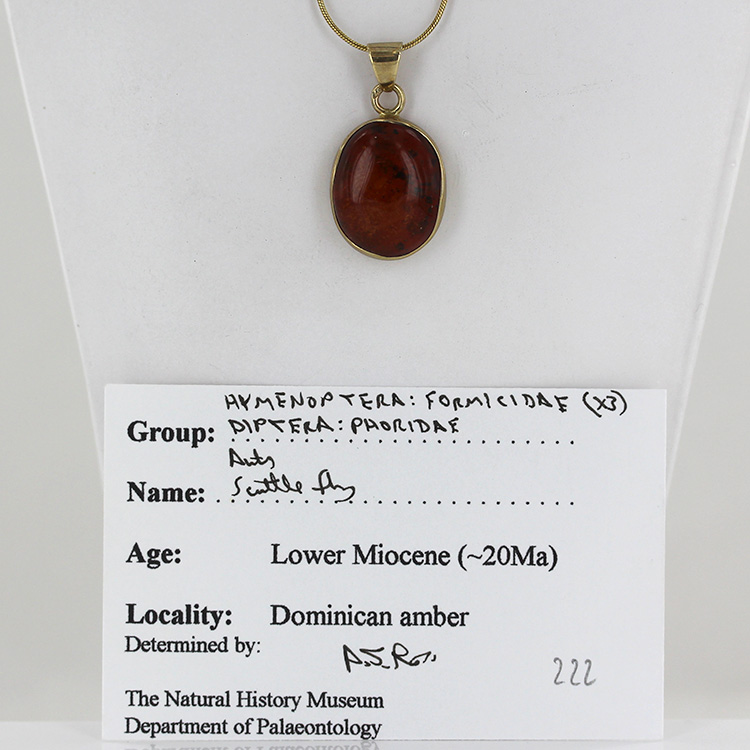 HYMENOPTERA: FORMICIDAE (X3)
Group: DIPTERA: PHORIDAE
Ants
Name: Scuttle fly
Age: Lower Miocene (~20Ma)
Locality: Dominican amber
Determined by: A.J. Ross
222
The Natural History Museum
Department of Palaeontology